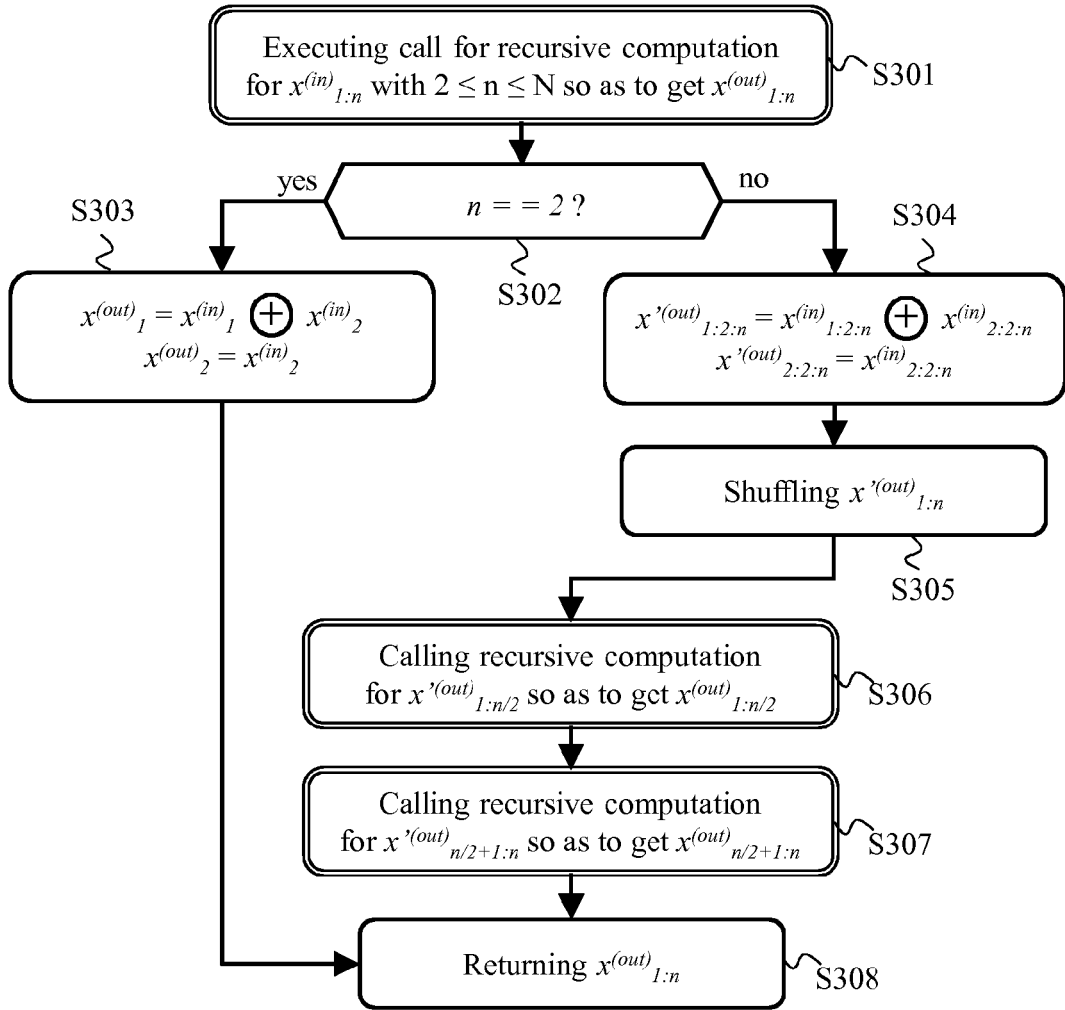 Executing call for recursive computation
for x^(in)_1:n with 2 ≤ n ≤ N so as to get x^(out)_1:n
S301
yes
n = = 2 ?
no
S302
S303
x^(out)_1 = x^(in)_1 ⊕ x^(in)_2
x^(out)_2 = x^(in)_2
S304
x’^(out)_1:2:n = x^(in)_1:2:n ⊕ x^(in)_2:2:n
x’^(out)_2:2:n = x^(in)_2:2:n
Shuffling x’^(out)_1:n
S305
Calling recursive computation
for x’^(out)_1:n/2 so as to get x^(out)_1:n/2
S306
Calling recursive computation
for x’^(out)_n/2+1:n so as to get x^(out)_n/2+1:n
S307
Returning x^(out)_1:n
S308